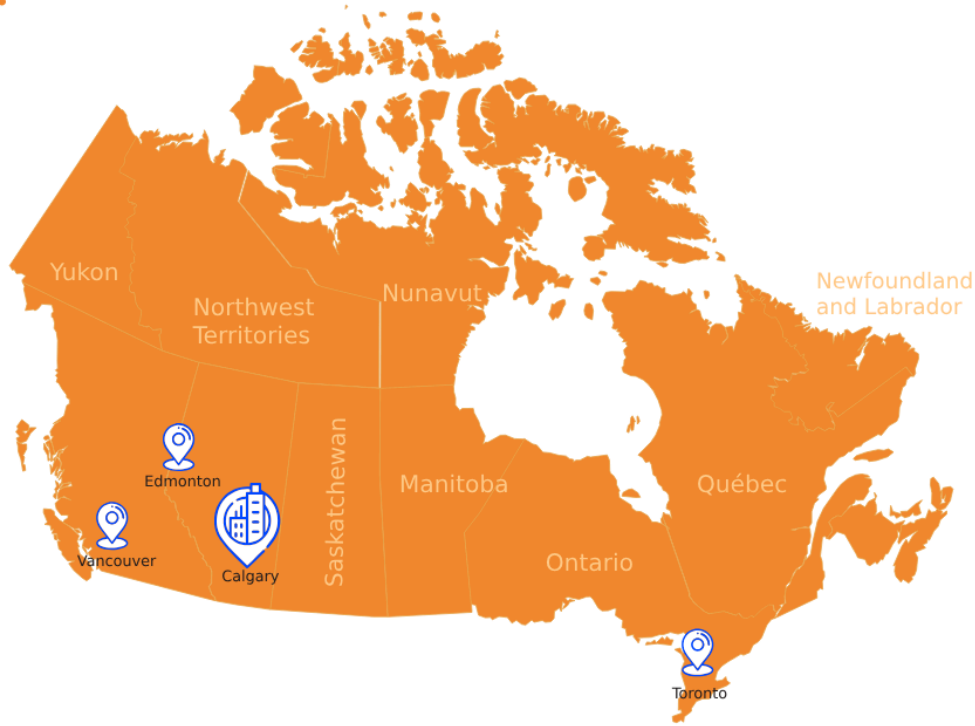 Yukon
Northwest
Territories
Nunavut
Newfoundland
and Labrador
Edmonton
Saskatchewan
Manitoba
Québec
Vancouver
Calgary
Ontario
Toronto